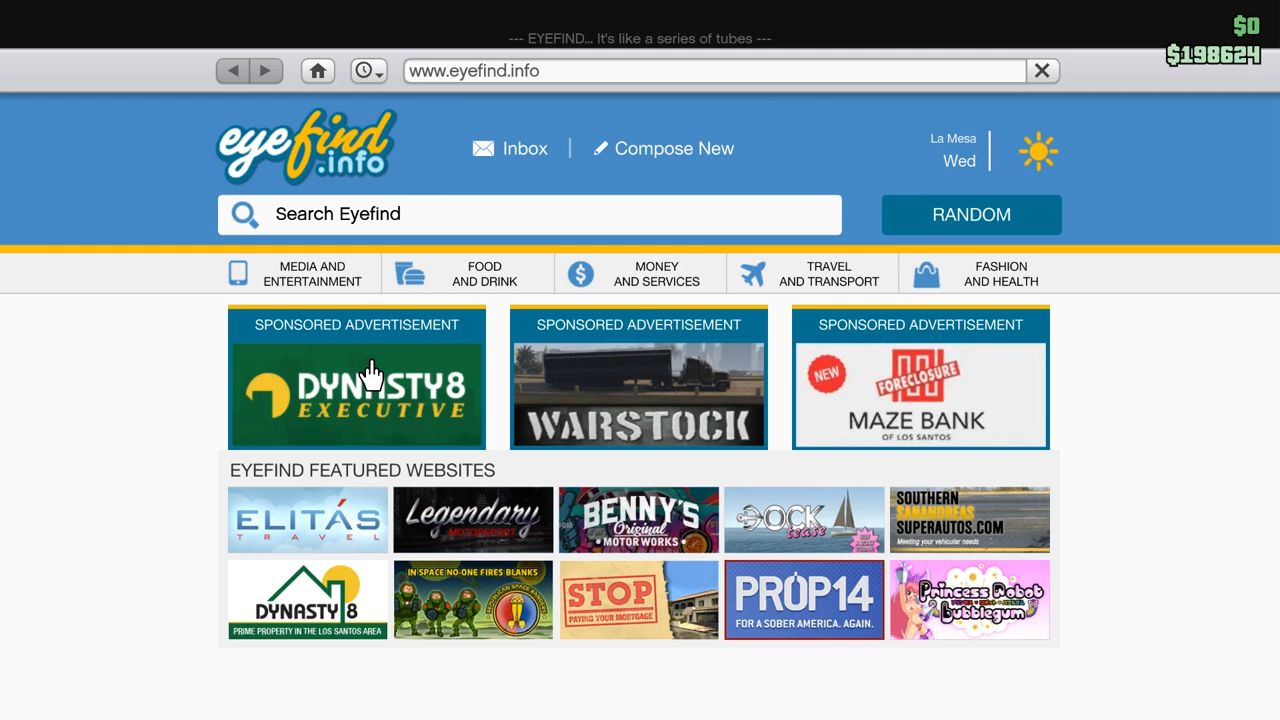 $0
--- EYEFIND... It's like a series of tubes ---
$198624
www.eyefind.info
eyefind
.info
Inbox
Compose New
La Mesa
Wed
Search Eyefind
RANDOM
MEDIA AND
ENTERTAINMENT
FOOD
AND DRINK
MONEY
AND SERVICES
TRAVEL
AND TRANSPORT
FASHION
AND HEALTH
SPONSORED ADVERTISEMENT
DYNASTY 8
EXECUTIVE
SPONSORED ADVERTISEMENT
WARSTOCK
SPONSORED ADVERTISEMENT
NEW
FORECLOSURE
MAZE BANK
OF LOS SANTOS
EYEFIND FEATURED WEBSITES
ELITÁS
TRAVEL
Legendary
MOTORSPORT
BENNY'S
Original
MOTORWORKS
DOCK
tease
SOUTHERN
SANANDREAS
SUPERAUTOS.COM
Meeting your vehicular needs
DYNASTY 8
PRIME PROPERTY IN THE LOS SANTOS AREA
IN SPACE NO-ONE FIRES BLANKS
STOP
PAYING YOUR MORTGAGE
PROP14
FOR A SOBER AMERICA. AGAIN.
Princess Robot
bubblegum